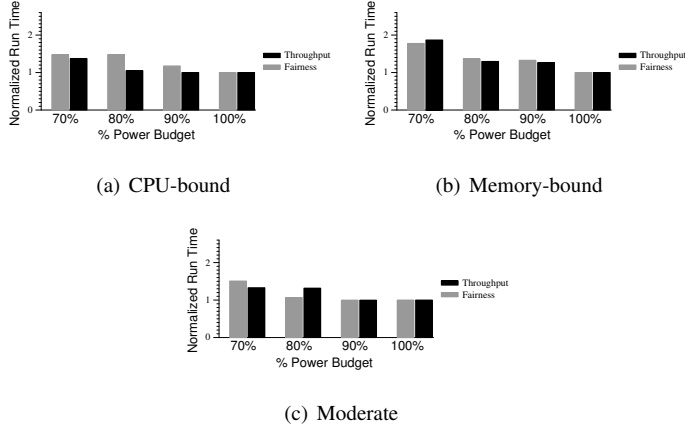 Normalized Run Time
2
1
0
70% 80% 90% 100%
% Power Budget
Throughput
Fairness
(a) CPU-bound
Normalized Run Time
2
1
0
70% 80% 90% 100%
% Power Budget
Throughput
Fairness
(b) Memory-bound
Normalized Run Time
2
1
0
70% 80% 90% 100%
% Power Budget
Throughput
Fairness
(c) Moderate